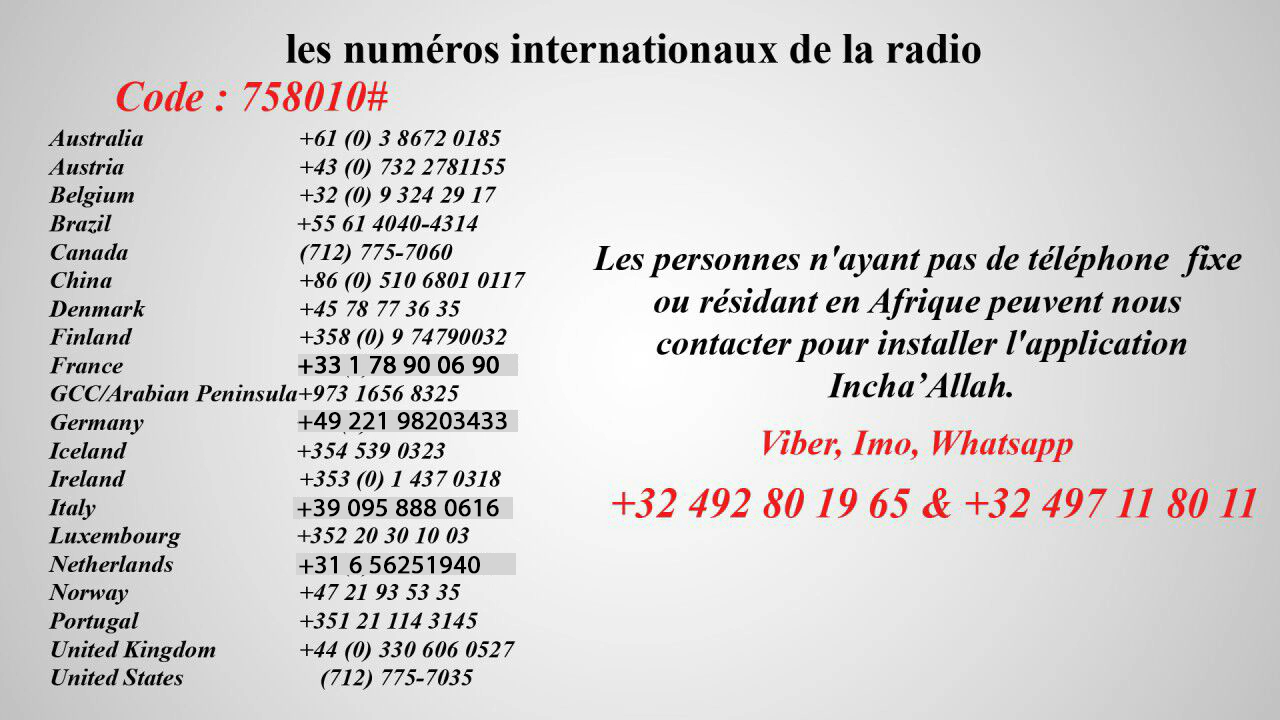 les numéros internationaux de la radio
Code : 758010#
Australia +61 (0) 3 8672 0185
Austria +43 (0) 732 2781155
Belgium +32 (0) 9 324 29 17
Brazil +55 61 4040-4314
Canada (712) 775-7060
China +86 (0) 510 6801 0117
Denmark +45 78 77 36 35
Finland +358 (0) 9 74790032
France +33 1 78 90 06 90
GCC/Arabian Peninsula +973 1656 8325
Germany +49 221 98203433
Iceland +354 539 0323
Ireland +353 (0) 1 437 0318
Italy +39 095 888 0616
Luxembourg +352 20 30 10 03
Netherlands +31 6 56251940
Norway +47 21 93 53 35
Portugal +351 21 114 3145
United Kingdom +44 (0) 330 606 0527
United States (712) 775-7035
Les personnes n'ayant pas de téléphone fixe
ou résidant en Afrique peuvent nous
contacter pour installer l'application
Incha’Allah.
Viber, Imo, Whatsapp
+32 492 80 19 65 & +32 497 11 80 11